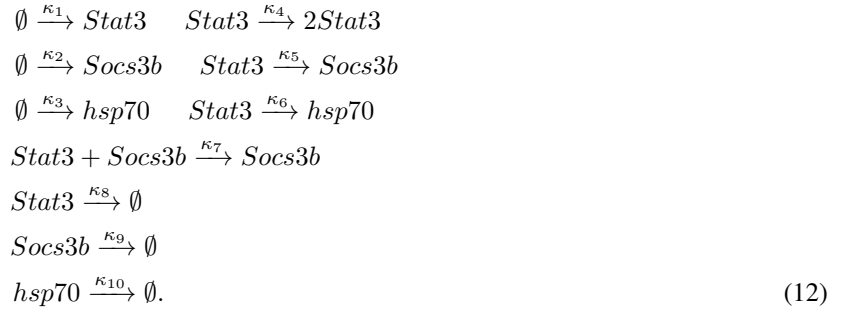 ∅ →κ1 Stat3 Stat3 →κ4 2Stat3
∅ →κ2 Socs3b Stat3 →κ5 Socs3b
∅ →κ3 hsp70 Stat3 →κ6 hsp70
Stat3 + Socs3b →κ7 Socs3b
Stat3 →κ8 ∅
Socs3b →κ9 ∅
hsp70 →κ10 ∅. (12)